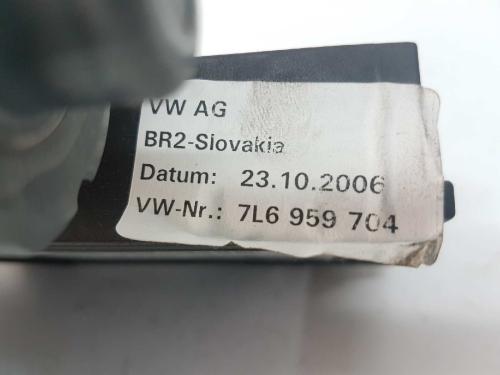 VW AG
BR2-Slovakia
Datum: 23.10.2006
VW-Nr.: 7L6 959 704